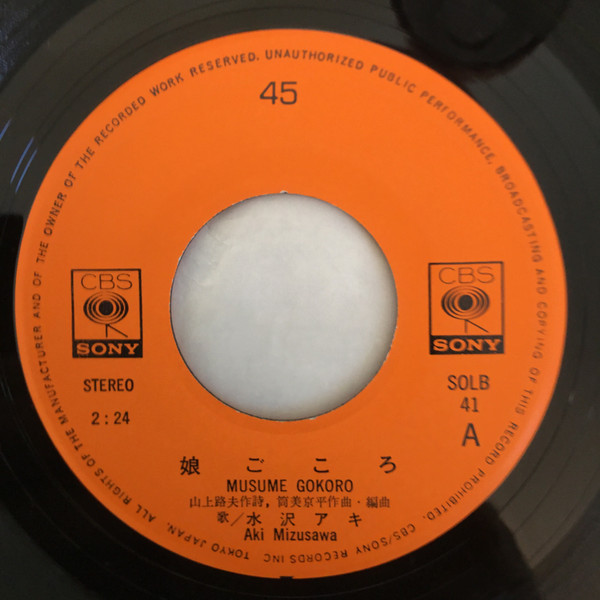 ALL RIGHTS OF THE MANUFACTURER AND OF THE OWNER OF THE RECORDED WORK RESERVED. UNAUTHORIZED PUBLIC PERFORMANCE, BROADCASTING AND COPYING OF THIS RECORD PROHIBITED. CBS/SONY RECORDS INC. TOKYO JAPAN.
45
CBS
SONY
CBS
SONY
STEREO
2:24
SOLB
41
A
娘ごころ
MUSUME GOKORO
山上路夫作詩, 筒美京平作曲・編曲
歌/水沢アキ
Aki Mizusawa